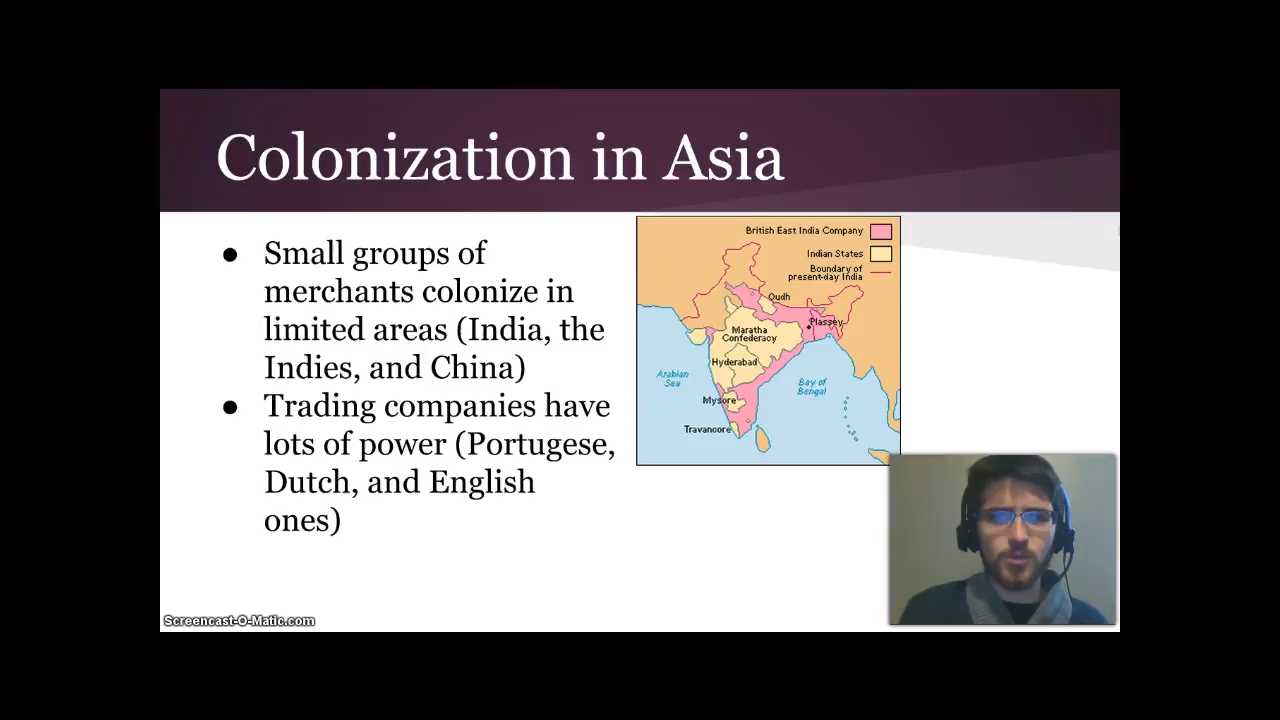 Colonization in Asia
● Small groups of
merchants colonize in
limited areas (India, the
Indies, and China)
● Trading companies have
lots of power (Portugese,
Dutch, and English
ones)
British East India Company
Indian States
Boundary of
present-day India
Oudh
Plassey
Maratha
Confederacy
Hyderabad
Arabian
Sea
Bay of
Bengal
Mysore
Travancore
Screencast-O-Matic.com